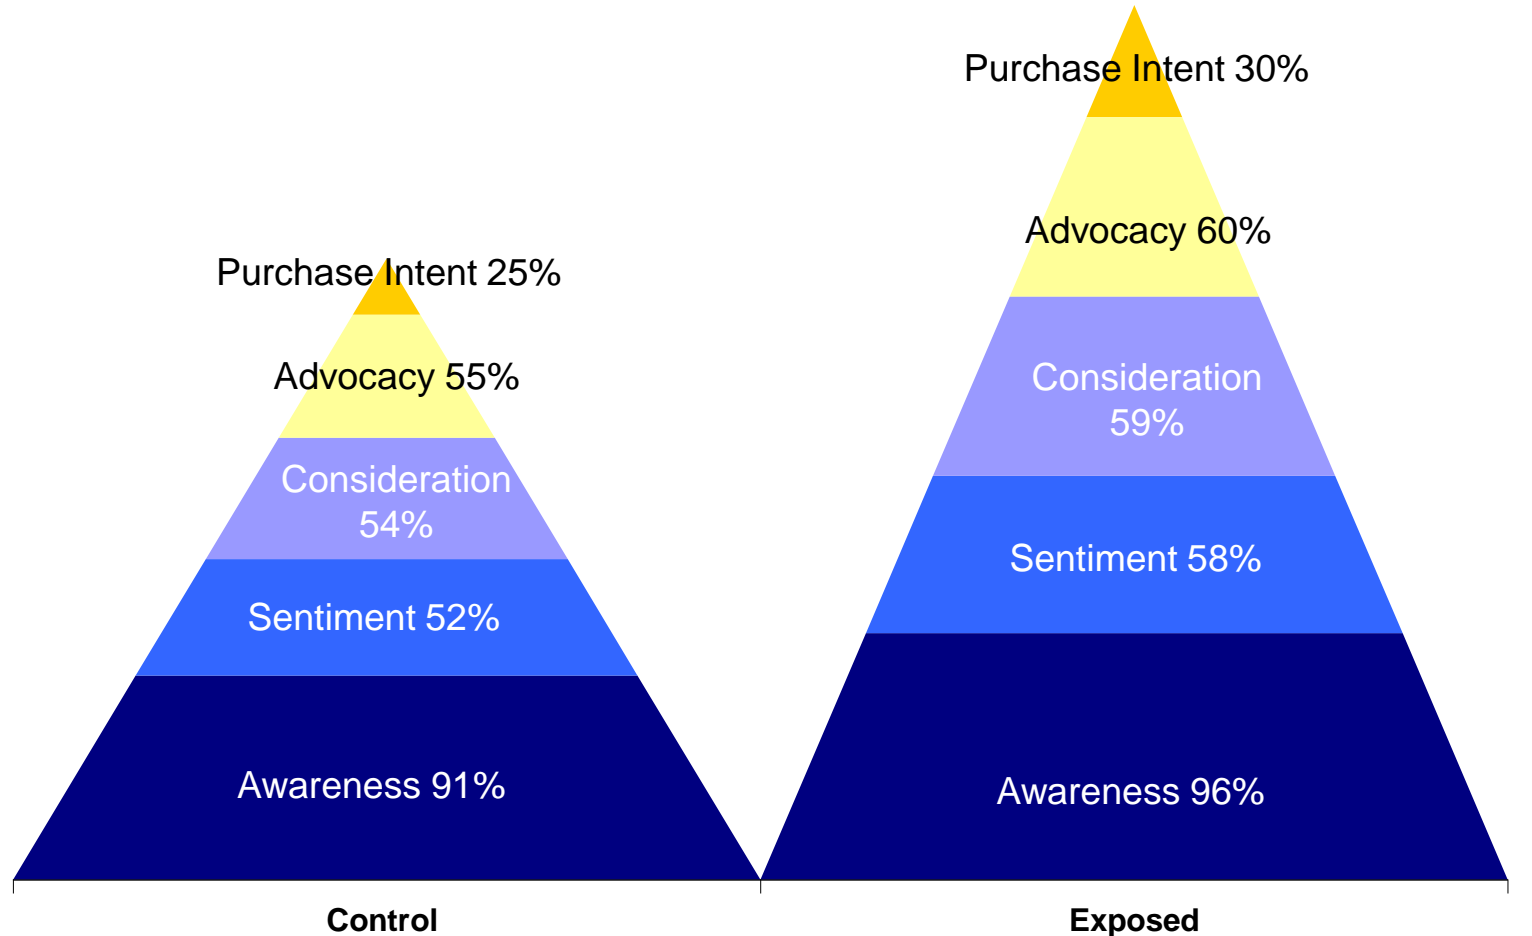 Purchase Intent 25%
Advocacy 55%
Consideration
54%
Sentiment 52%
Awareness 91%
Control
Purchase Intent 30%
Advocacy 60%
Consideration
59%
Sentiment 58%
Awareness 96%
Exposed